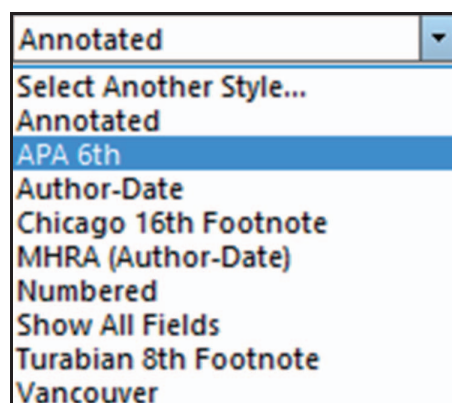 Annotated
Select Another Style...
Annotated
APA 6th
Author-Date
Chicago 16th Footnote
MHRA (Author-Date)
Numbered
Show All Fields
Turabian 8th Footnote
Vancouver